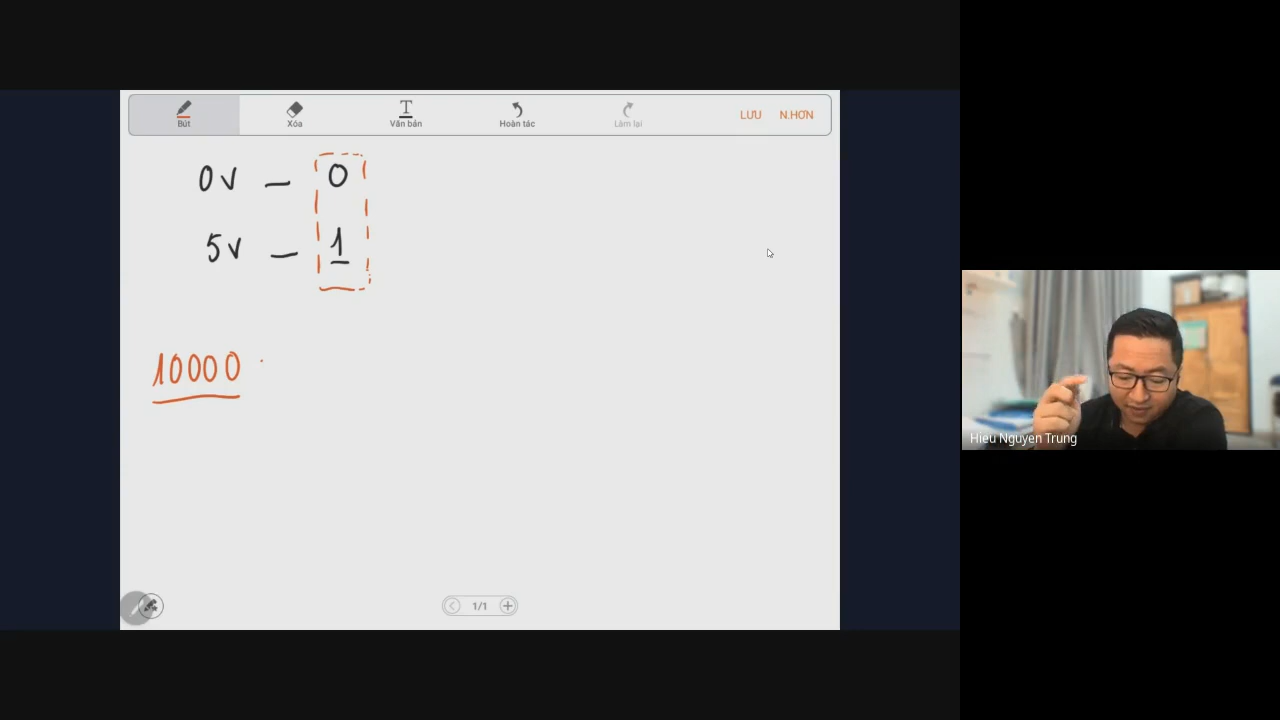 Bút Xóa Văn bản Hoàn tác Làm lại LƯU N.HƠN
0V – 0
5V – 1
10000
Hieu Nguyen Trung
1/1